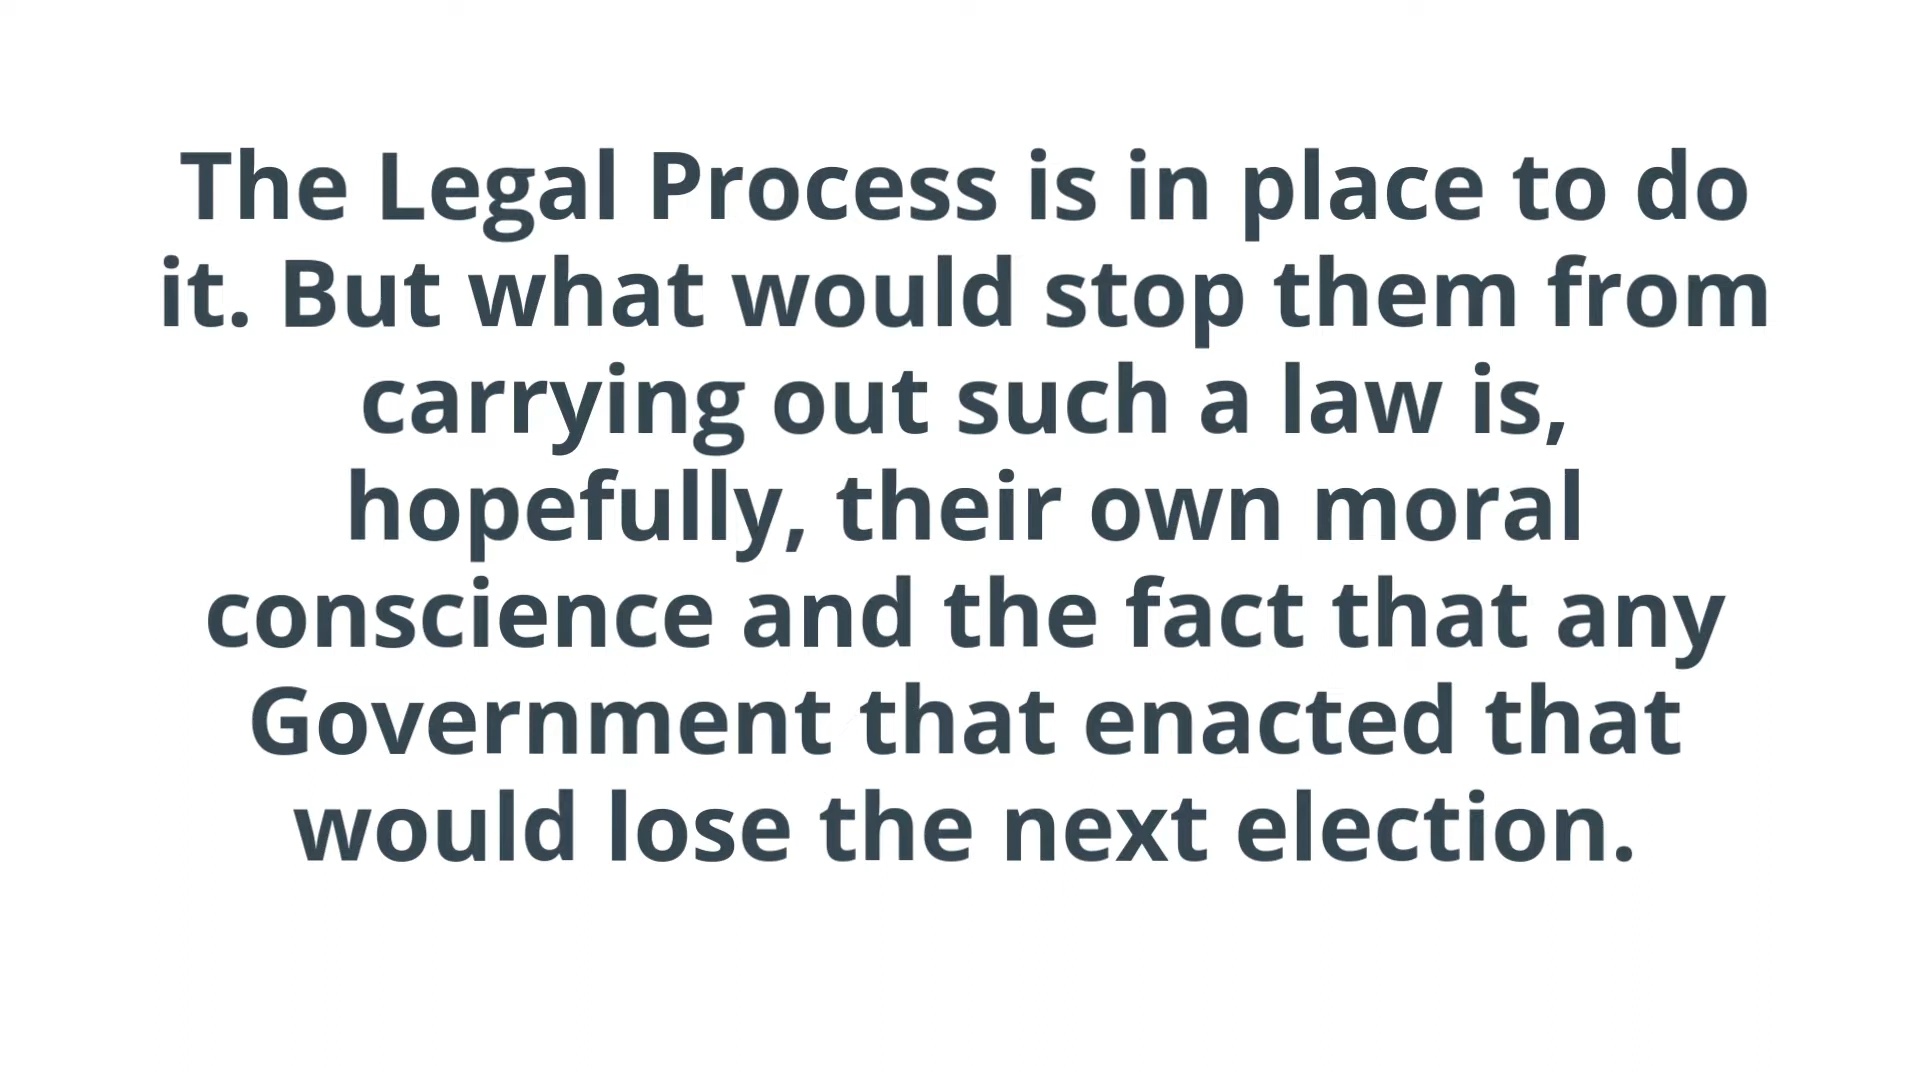 The Legal Process is in place to do
it. But what would stop them from
carrying out such a law is,
hopefully, their own moral
conscience and the fact that any
Government that enacted that
would lose the next election.